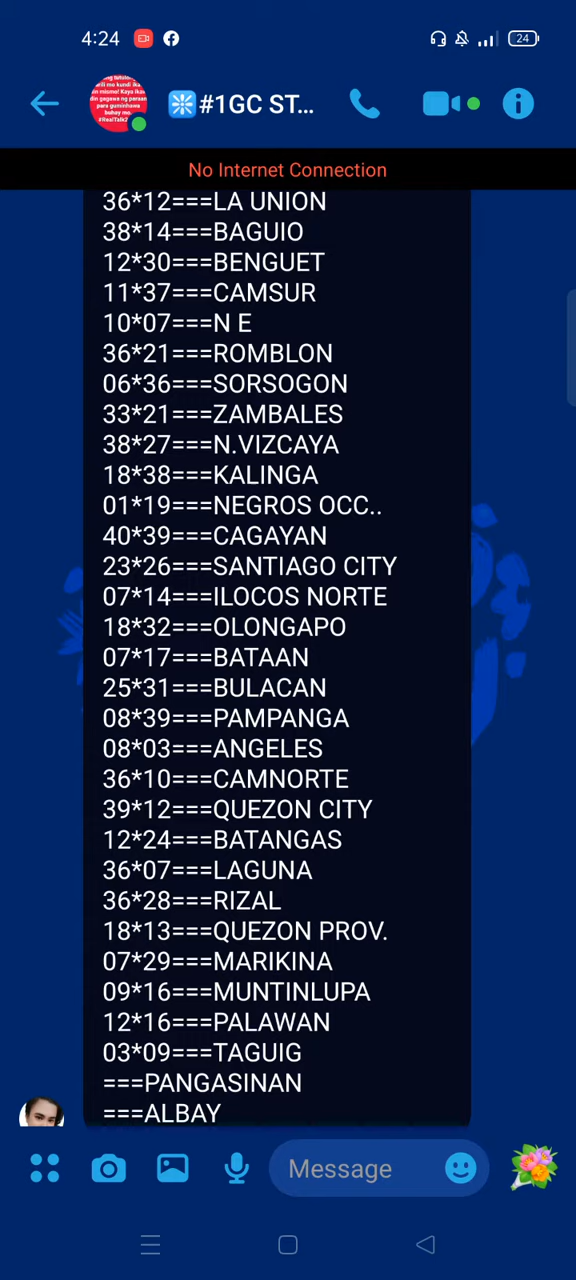 4:24
24
#1GC ST...
No Internet Connection
36*12===LA UNION
38*14===BAGUIO
12*30===BENGUET
11*37===CAMSUR
10*07===N E
36*21===ROMBLON
06*36===SORSOGON
33*21===ZAMBALES
38*27===N.VIZCAYA
18*38===KALINGA
01*19===NEGROS OCC..
40*39===CAGAYAN
23*26===SANTIAGO CITY
07*14===ILOCOS NORTE
18*32===OLONGAPO
07*17===BATAAN
25*31===BULACAN
08*39===PAMPANGA
08*03===ANGELES
36*10===CAMNORTE
39*12===QUEZON CITY
12*24===BATANGAS
36*07===LAGUNA
36*28===RIZAL
18*13===QUEZON PROV.
07*29===MARIKINA
09*16===MUNTINLUPA
12*16===PALAWAN
03*09===TAGUIG
===PANGASINAN
===ALBAY
Message